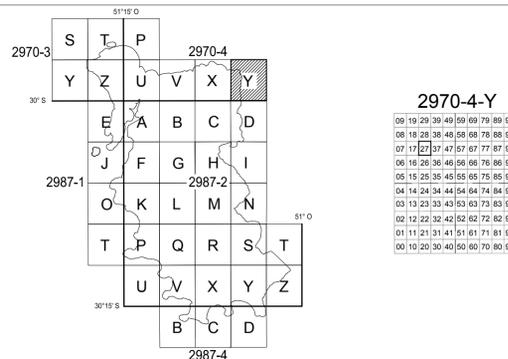 51°15' O
2970-3 S T P 2970-4
Y Z U V X Y
30° S
E A B C D
2987-1 J F G H I
2987-2
O K L M N
51° O
T P Q R S T
U V X Y Z
30°15' S
B C D
2987-4
2970-4-Y
09 19 29 39 49 59 69 79 89
08 18 28 38 48 58 68 78 88
07 17 27 37 47 57 67 77 87
06 16 26 36 46 56 66 76 86
05 15 25 35 45 55 65 75 85
04 14 24 34 44 54 64 74 84
03 13 23 33 43 53 63 73 83
02 12 22 32 42 52 62 72 82
01 11 21 31 41 51 61 71 81
00 10 20 30 40 50 60 70 80